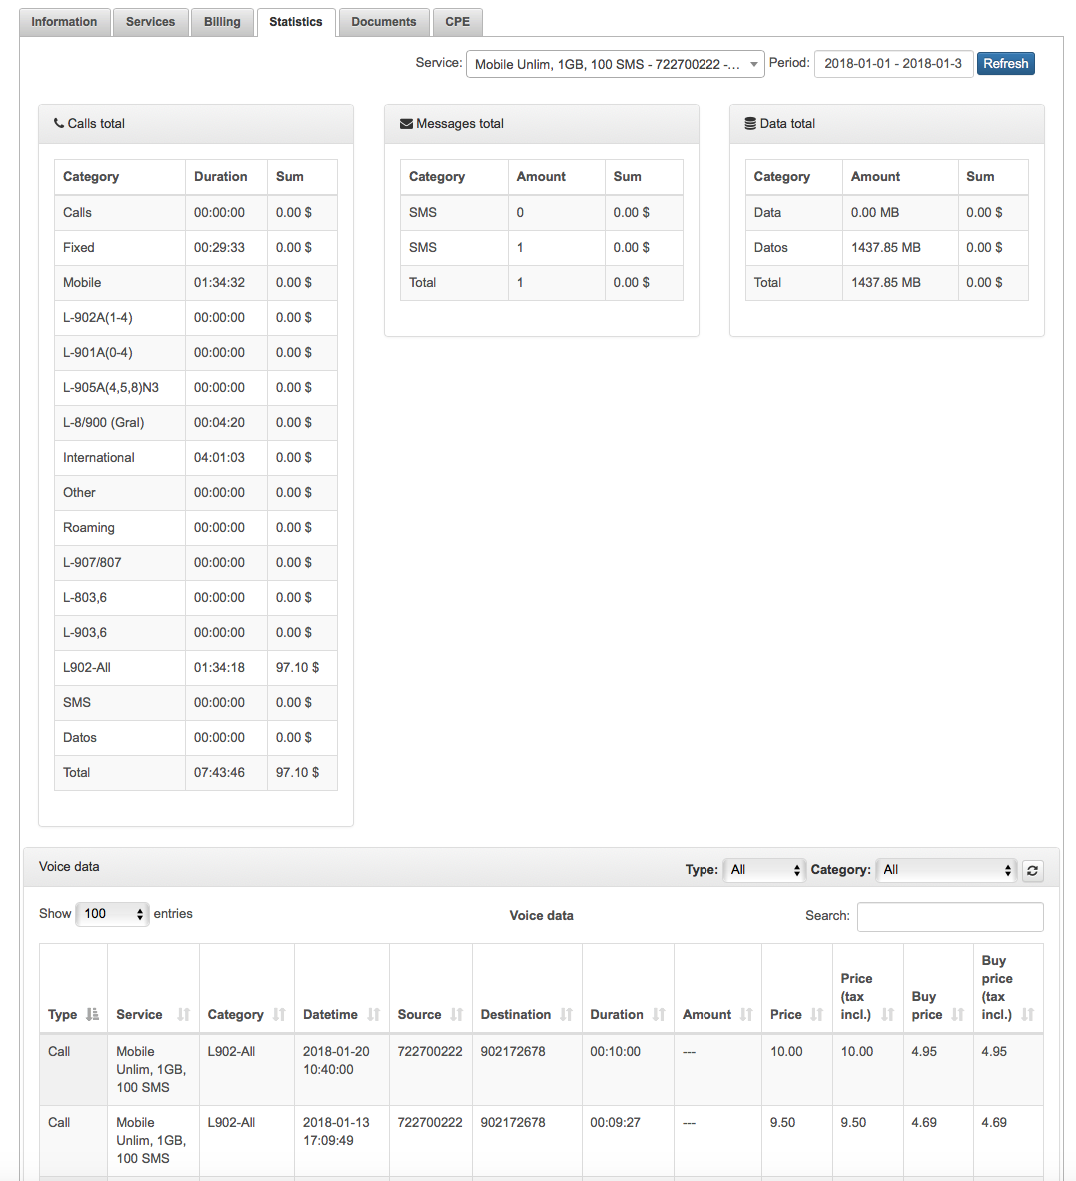 Information Services Billing Statistics Documents CPE
Service: Mobile Unlim, 1GB, 100 SMS - 722700222 -... Period: 2018-01-01 - 2018-01-3 Refresh
Calls total
Category Duration Sum
Calls 00:00:00 0.00 $
Fixed 00:29:33 0.00 $
Mobile 01:34:32 0.00 $
L-902A(1-4) 00:00:00 0.00 $
L-901A(0-4) 00:00:00 0.00 $
L-905A(4,5,8)N3 00:00:00 0.00 $
L-8/900 (Gral) 00:04:20 0.00 $
International 04:01:03 0.00 $
Other 00:00:00 0.00 $
Roaming 00:00:00 0.00 $
L-907/807 00:00:00 0.00 $
L-803,6 00:00:00 0.00 $
L-903,6 00:00:00 0.00 $
L902-All 01:34:18 97.10 $
SMS 00:00:00 0.00 $
Datos 00:00:00 0.00 $
Total 07:43:46 97.10 $
Messages total
Category Amount Sum
SMS 0 0.00 $
SMS 1 0.00 $
Total 1 0.00 $
Data total
Category Amount Sum
Data 0.00 MB 0.00 $
Datos 1437.85 MB 0.00 $
Total 1437.85 MB 0.00 $
Voice data Type: All Category: All
Show 100 entries Voice data Search:
Type Service Category Datetime Source Destination Duration Amount Price
Price
(tax
incl.)
Buy
price
Buy
price
(tax
incl.)
Call Mobile L902-All 2018-01-20 722700222 902172678 00:10:00 --- 10.00 10.00 4.95 4.95
Unlim, 1GB, 10:40:00
100 SMS
Call Mobile L902-All 2018-01-13 722700222 902172678 00:09:27 --- 9.50 9.50 4.69 4.69
Unlim, 1GB, 17:09:49
100 SMS